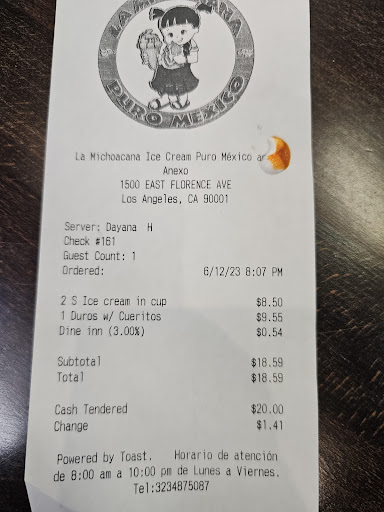 LA MICHOACANA
PURO MEXICO
La Michoacana Ice Cream Puro México
Anexo
1500 EAST FLORENCE AVE
Los Angeles, CA 90001
Server: Dayana H
Check #161
Guest Count: 1
Ordered: 6/12/23 8:07 PM
2 S Ice cream in cup $8.50
1 Duros w/ Cueritos $9.55
Dine inn (3.00%) $0.54
Subtotal $18.59
Total $18.59
Cash Tendered $20.00
Change $1.41
Powered by Toast. Horario de atención
de 8:00 am a 10:00 pm de Lunes a Viernes.
Tel:3234875087